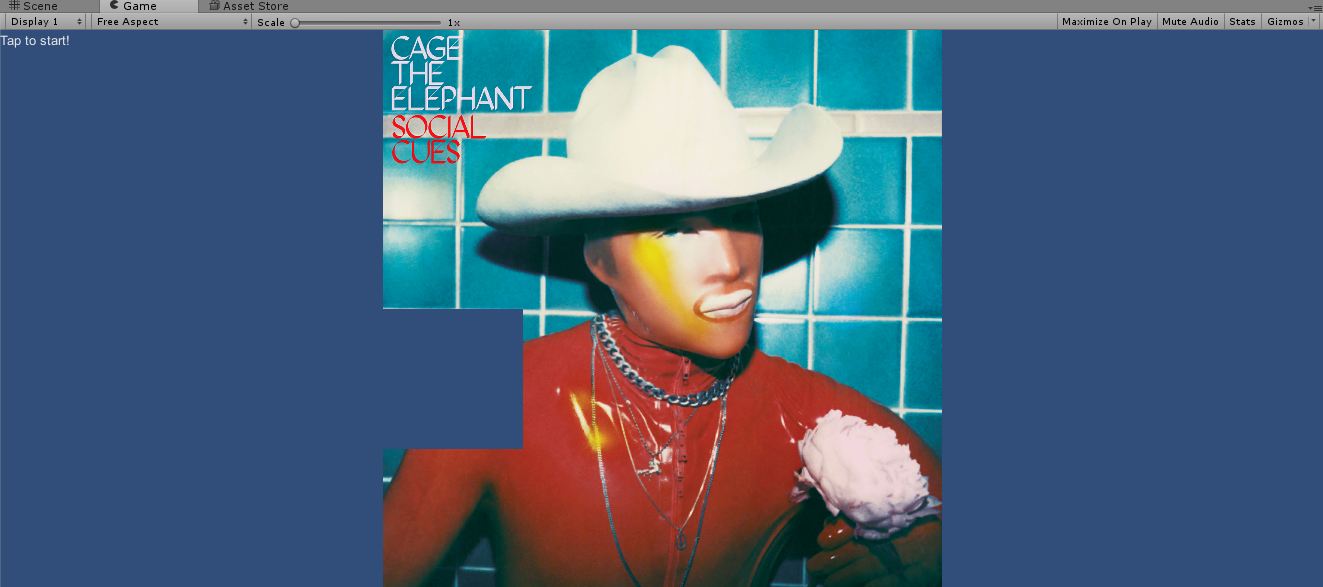 Scene Game Asset Store
Display 1 Free Aspect Scale 1x Maximize On Play Mute Audio Stats Gizmos
Tap to start!
CAGE
THE
ELEPHANT
SOCIAL
CUES